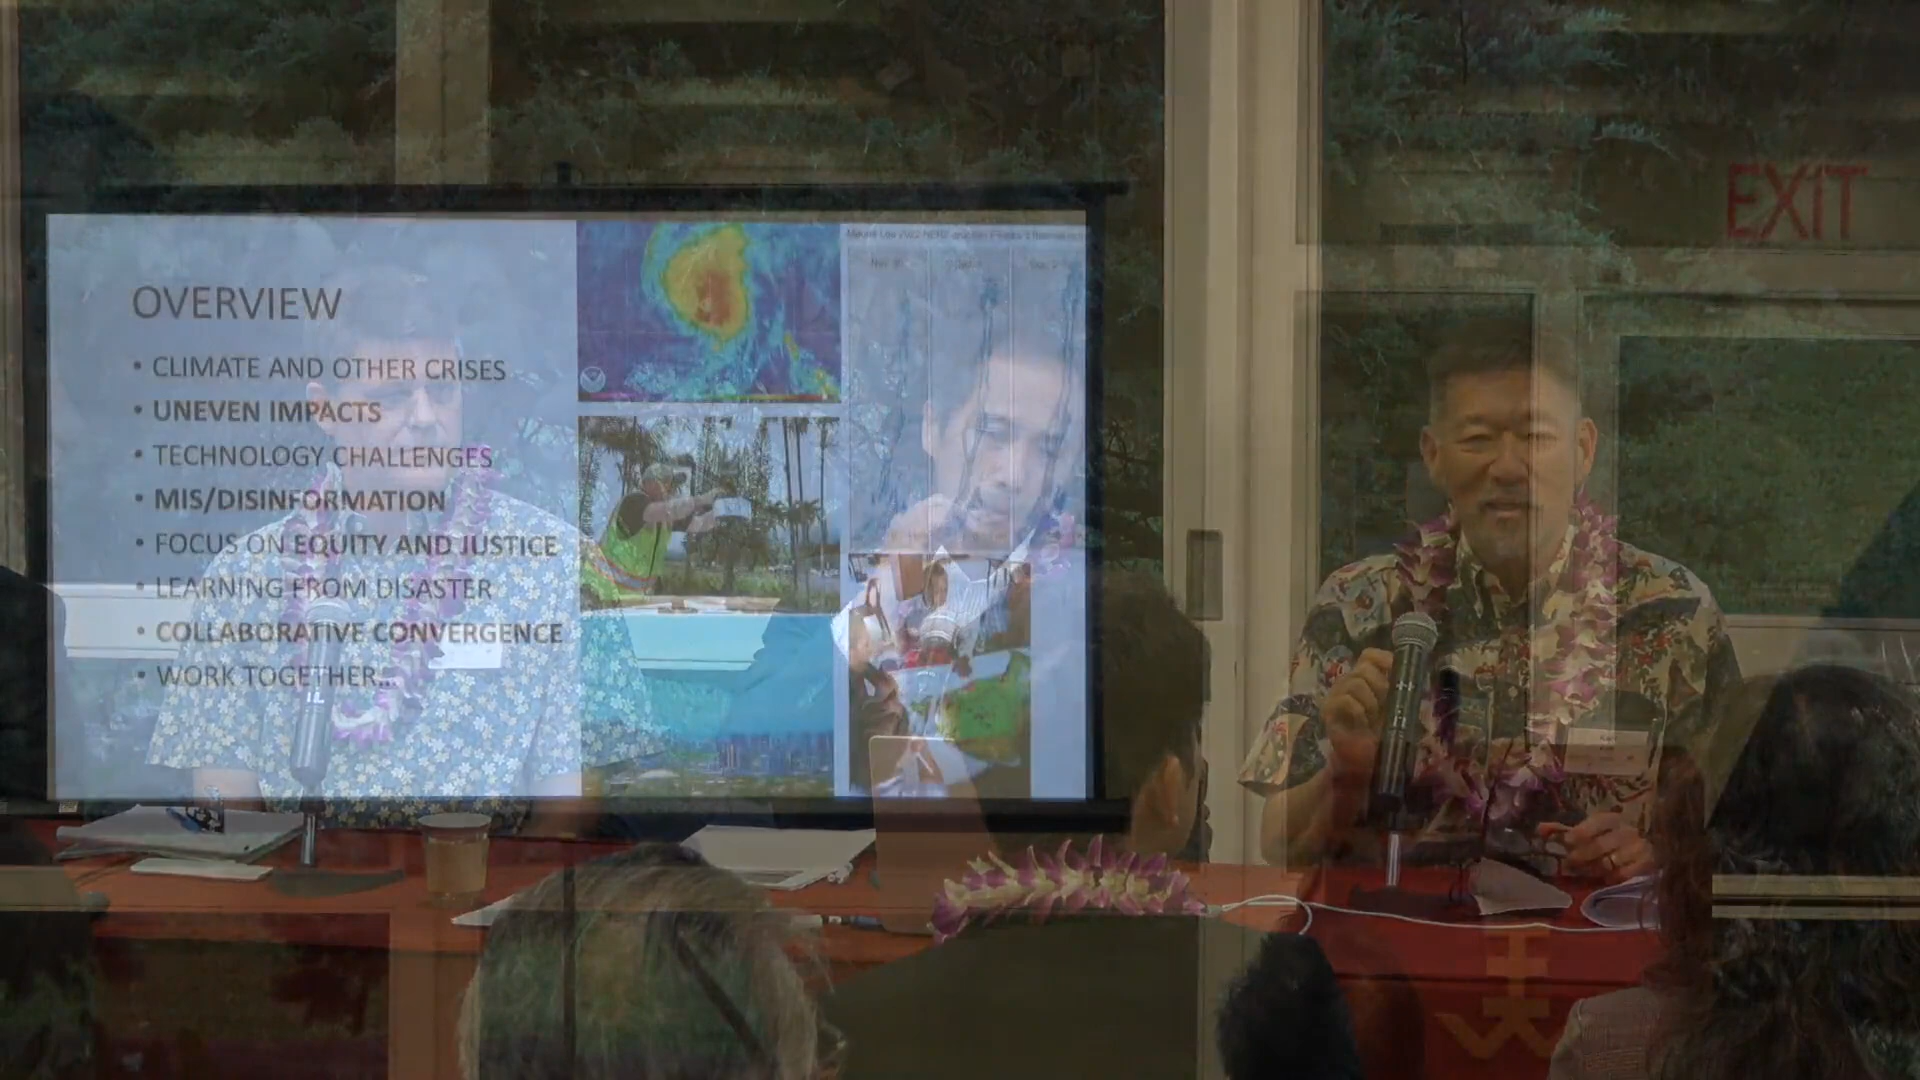 OVERVIEW
• CLIMATE AND OTHER CRISES
• UNEVEN IMPACTS
• TECHNOLOGY CHALLENGES
• MIS/DISINFORMATION
• FOCUS ON EQUITY AND JUSTICE
• LEARNING FROM DISASTER
• COLLABORATIVE CONVERGENCE
• WORK TOGETHER...
EXIT